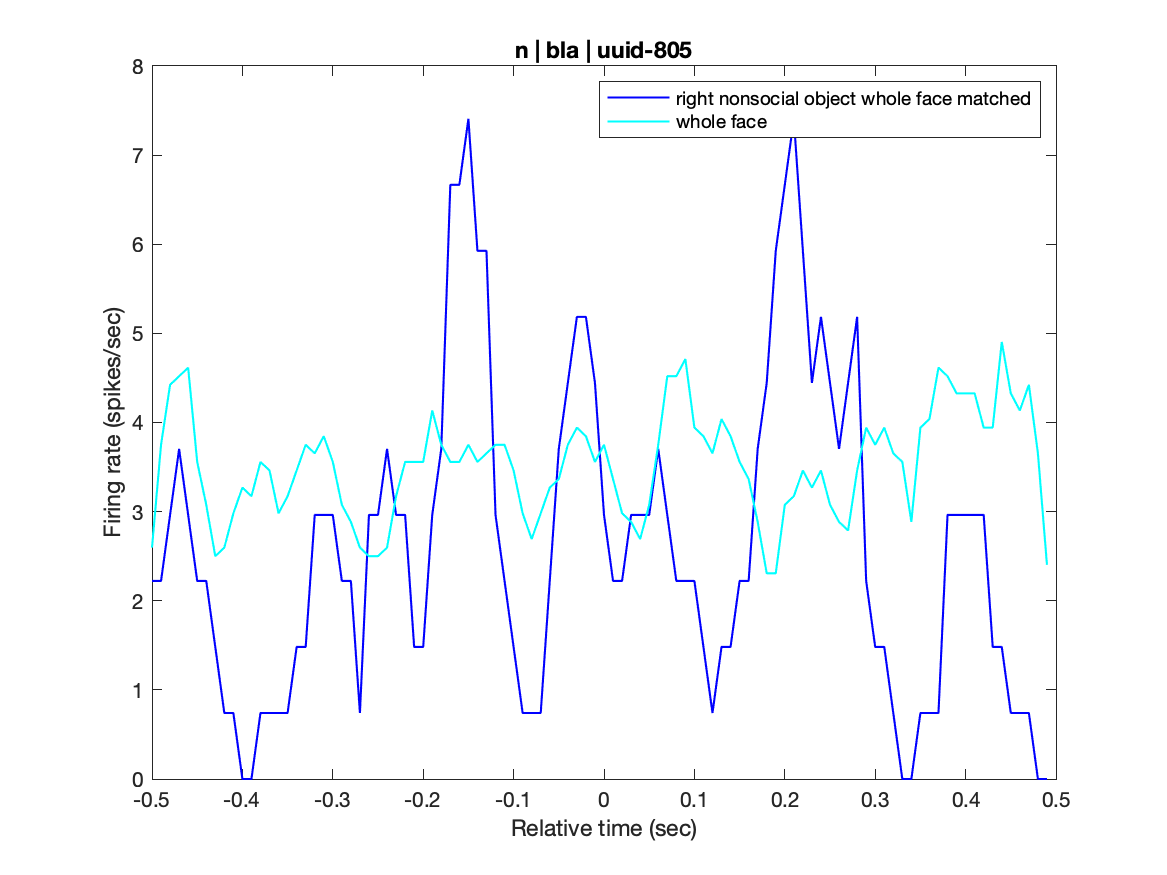 n | bla | uuid-805
right nonsocial object whole face matched
whole face
Firing rate (spikes/sec)
8
7
6
5
4
3
2
1
0
-0.5 -0.4 -0.3 -0.2 -0.1 0 0.1 0.2 0.3 0.4 0.5
Relative time (sec)